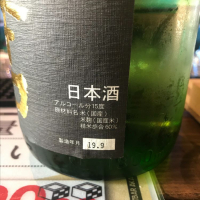 日本酒
アルコール分15度
原材料名 米(国産)
米麹(国産米)
精米歩合60%
製造年月 19.9